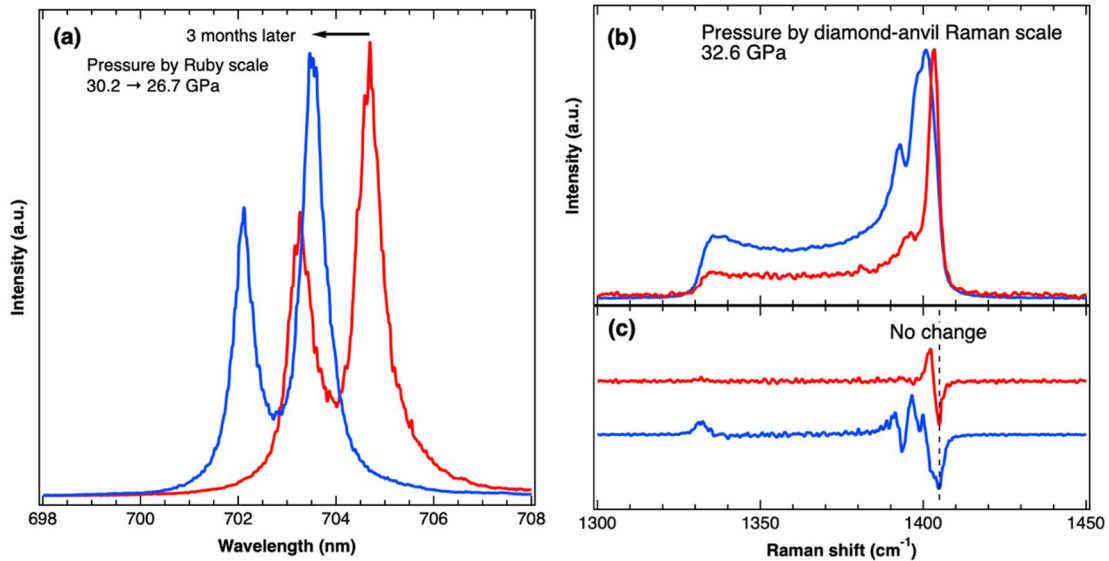 (a)
3 months later
Pressure by Ruby scale
30.2 → 26.7 GPa
Intensity (a.u.)
698 700 702 704 706 708
Wavelength (nm)
(b)
Pressure by diamond-anvil Raman scale
32.6 GPa
Intensity (a.u.)
(c)
No change
1300 1350 1400 1450
Raman shift (cm⁻¹)